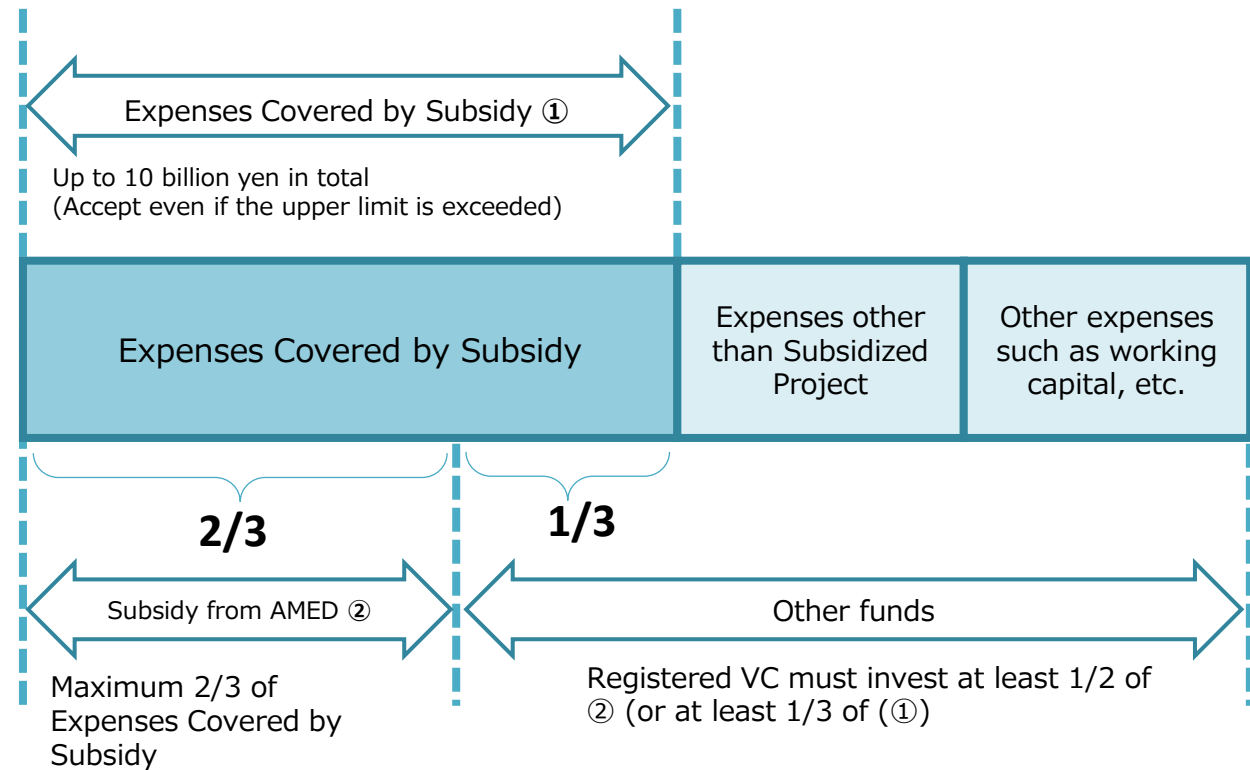 Expenses Covered by Subsidy ①
Up to 10 billion yen in total
(Accept even if the upper limit is exceeded)
Expenses Covered by Subsidy
Expenses other
than Subsidized
Project
Other expenses
such as working
capital, etc.
2/3
1/3
Subsidy from AMED ②
Other funds
Maximum 2/3 of
Expenses Covered by
Subsidy
Registered VC must invest at least 1/2 of
② (or at least 1/3 of (①)